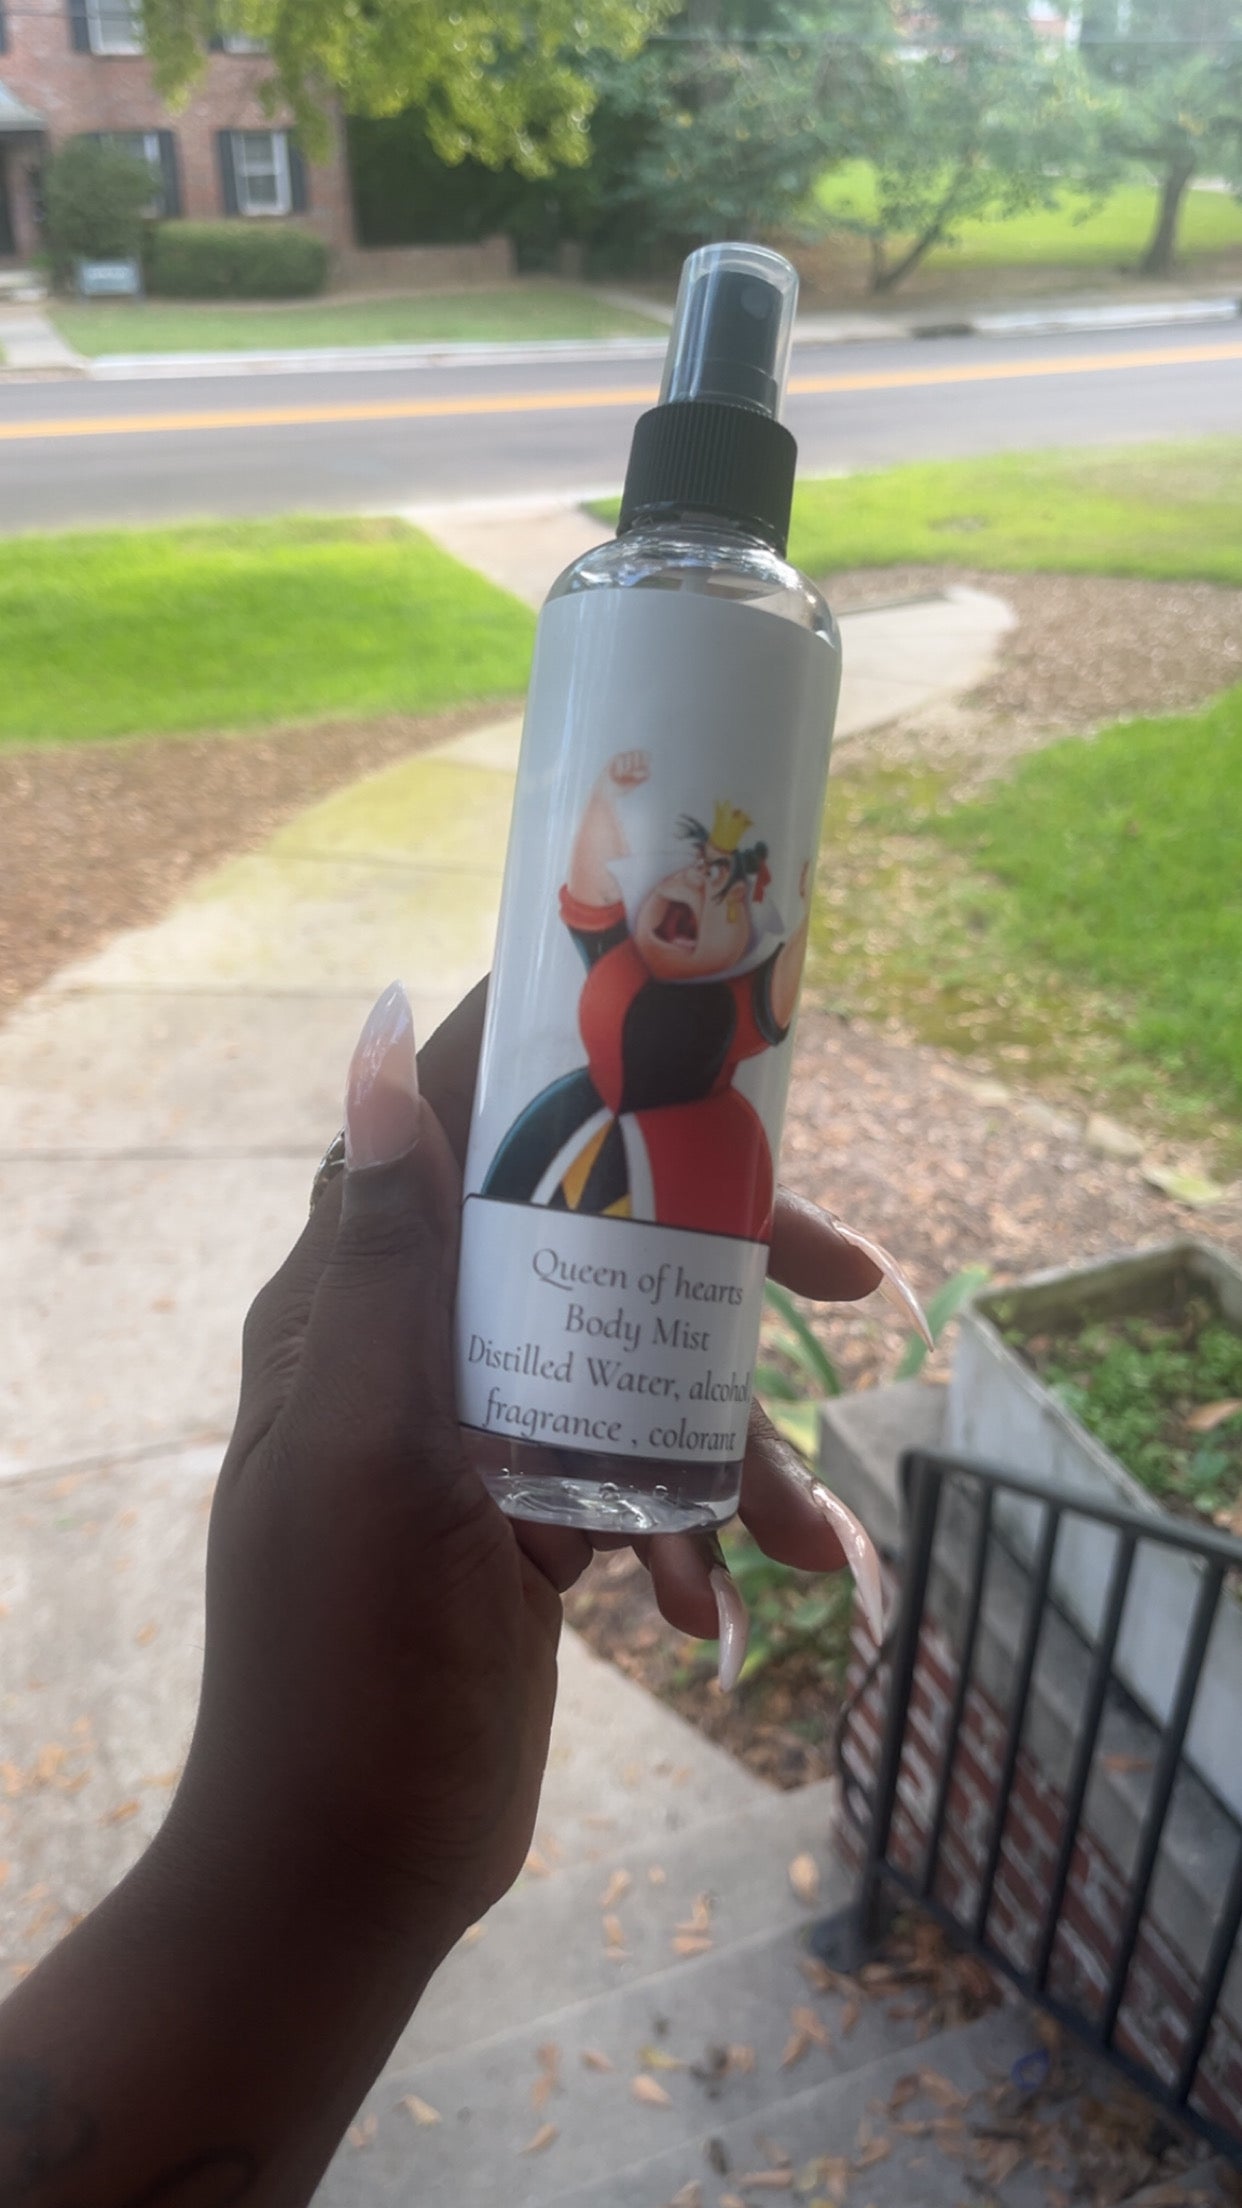 Queen of hearts
Body Mist
Distilled Water, alcohol
fragrance , colorant